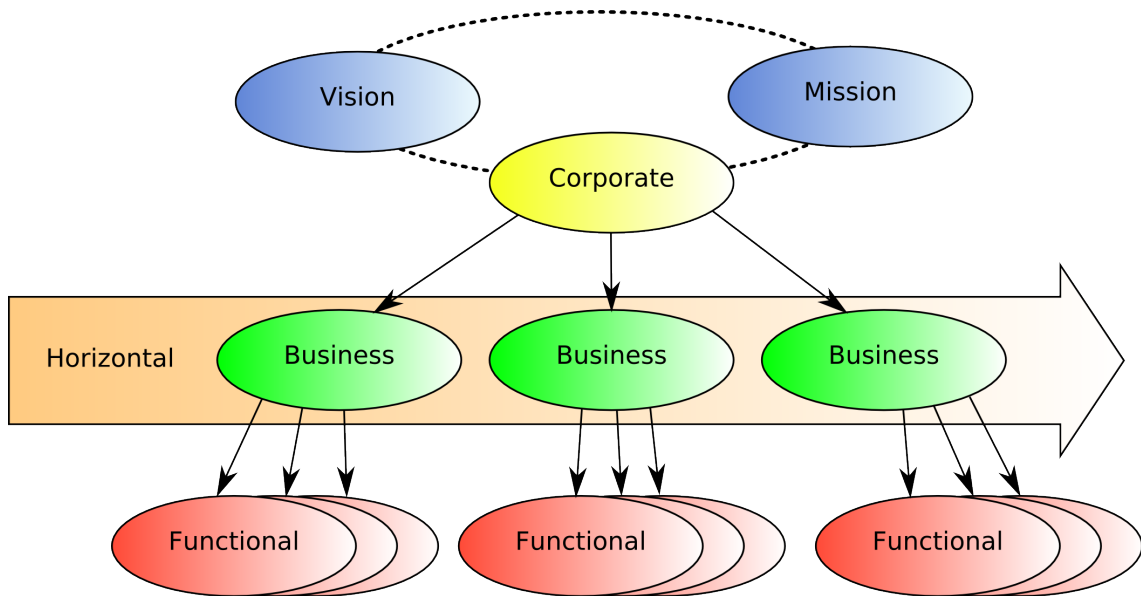 Vision
Mission
Corporate
Horizontal
Business
Business
Business
Functional
Functional
Functional